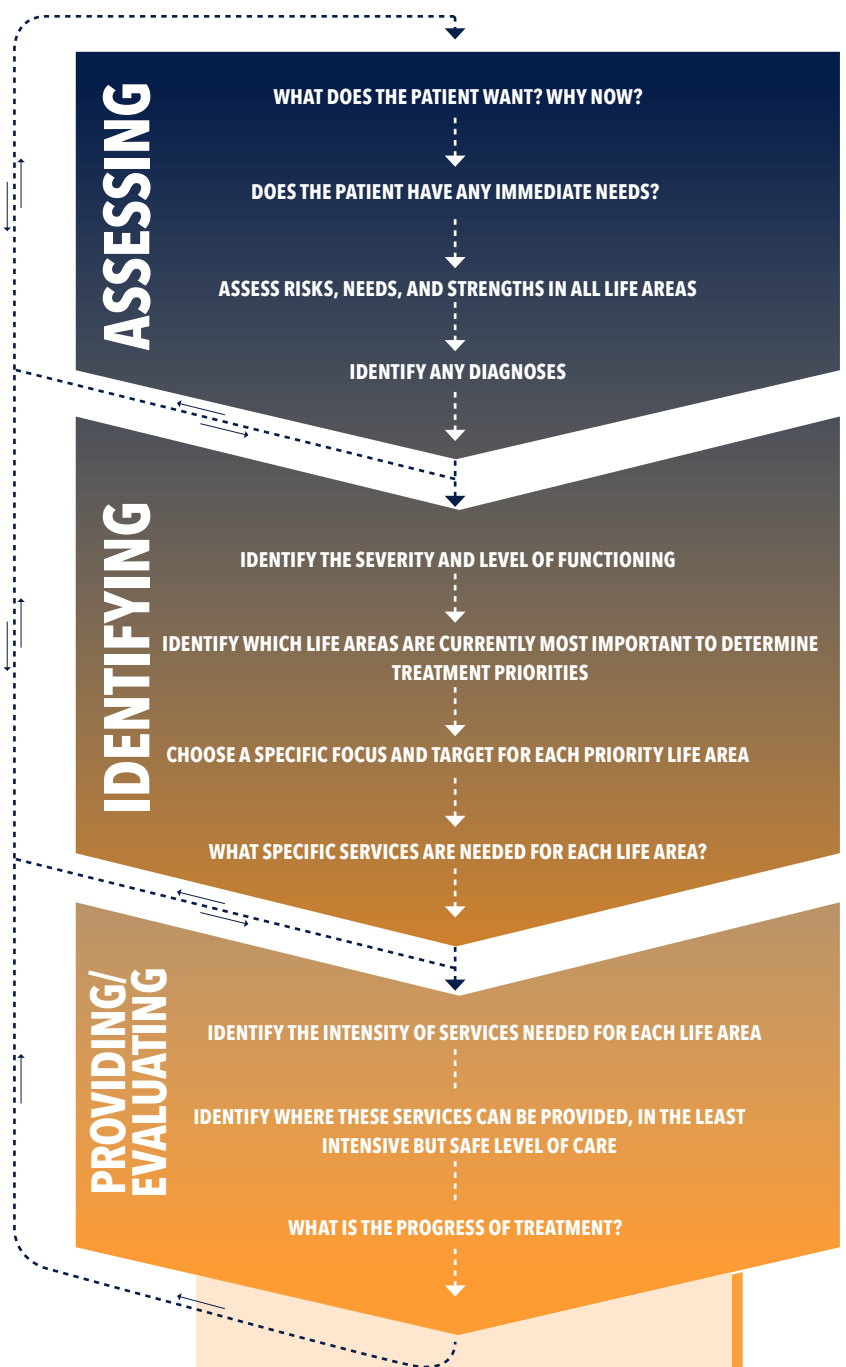 ASSESSING
WHAT DOES THE PATIENT WANT? WHY NOW?
DOES THE PATIENT HAVE ANY IMMEDIATE NEEDS?
ASSESS RISKS, NEEDS, AND STRENGTHS IN ALL LIFE AREAS
IDENTIFY ANY DIAGNOSES
IDENTIFYING
IDENTIFY THE SEVERITY AND LEVEL OF FUNCTIONING
IDENTIFY WHICH LIFE AREAS ARE CURRENTLY MOST IMPORTANT TO DETERMINE
TREATMENT PRIORITIES
CHOOSE A SPECIFIC FOCUS AND TARGET FOR EACH PRIORITY LIFE AREA
WHAT SPECIFIC SERVICES ARE NEEDED FOR EACH LIFE AREA?
PROVIDING/
EVALUATING
IDENTIFY THE INTENSITY OF SERVICES NEEDED FOR EACH LIFE AREA
IDENTIFY WHERE THESE SERVICES CAN BE PROVIDED, IN THE LEAST
INTENSIVE BUT SAFE LEVEL OF CARE
WHAT IS THE PROGRESS OF TREATMENT?